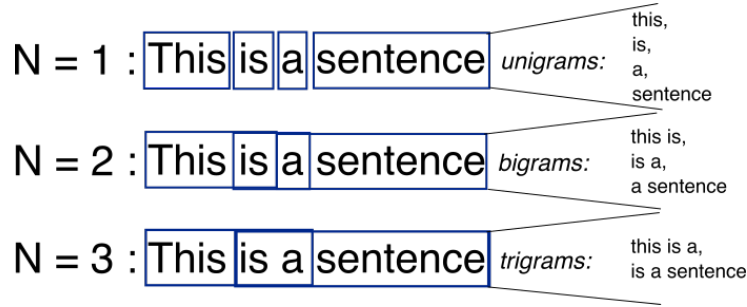 N = 1 : This is a sentence unigrams:
this,
is,
a,
sentence
N = 2 : This is a sentence bigrams:
this is,
is a,
a sentence
N = 3 : This is a sentence trigrams:
this is a,
is a sentence